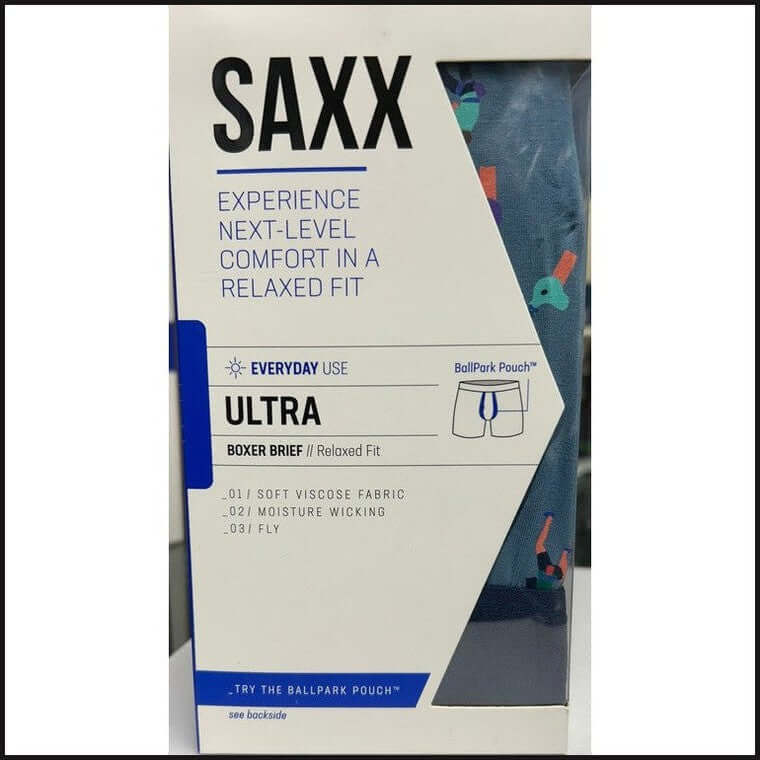 SAXX
EXPERIENCE
NEXT-LEVEL
COMFORT IN A
RELAXED FIT
EVERYDAY USE
BallPark Pouch™
ULTRA
BOXER BRIEF // Relaxed Fit
_01/ SOFT VISCOSE FABRIC
_02/ MOISTURE WICKING
_03/ FLY
_TRY THE BALLPARK POUCH™
see backside